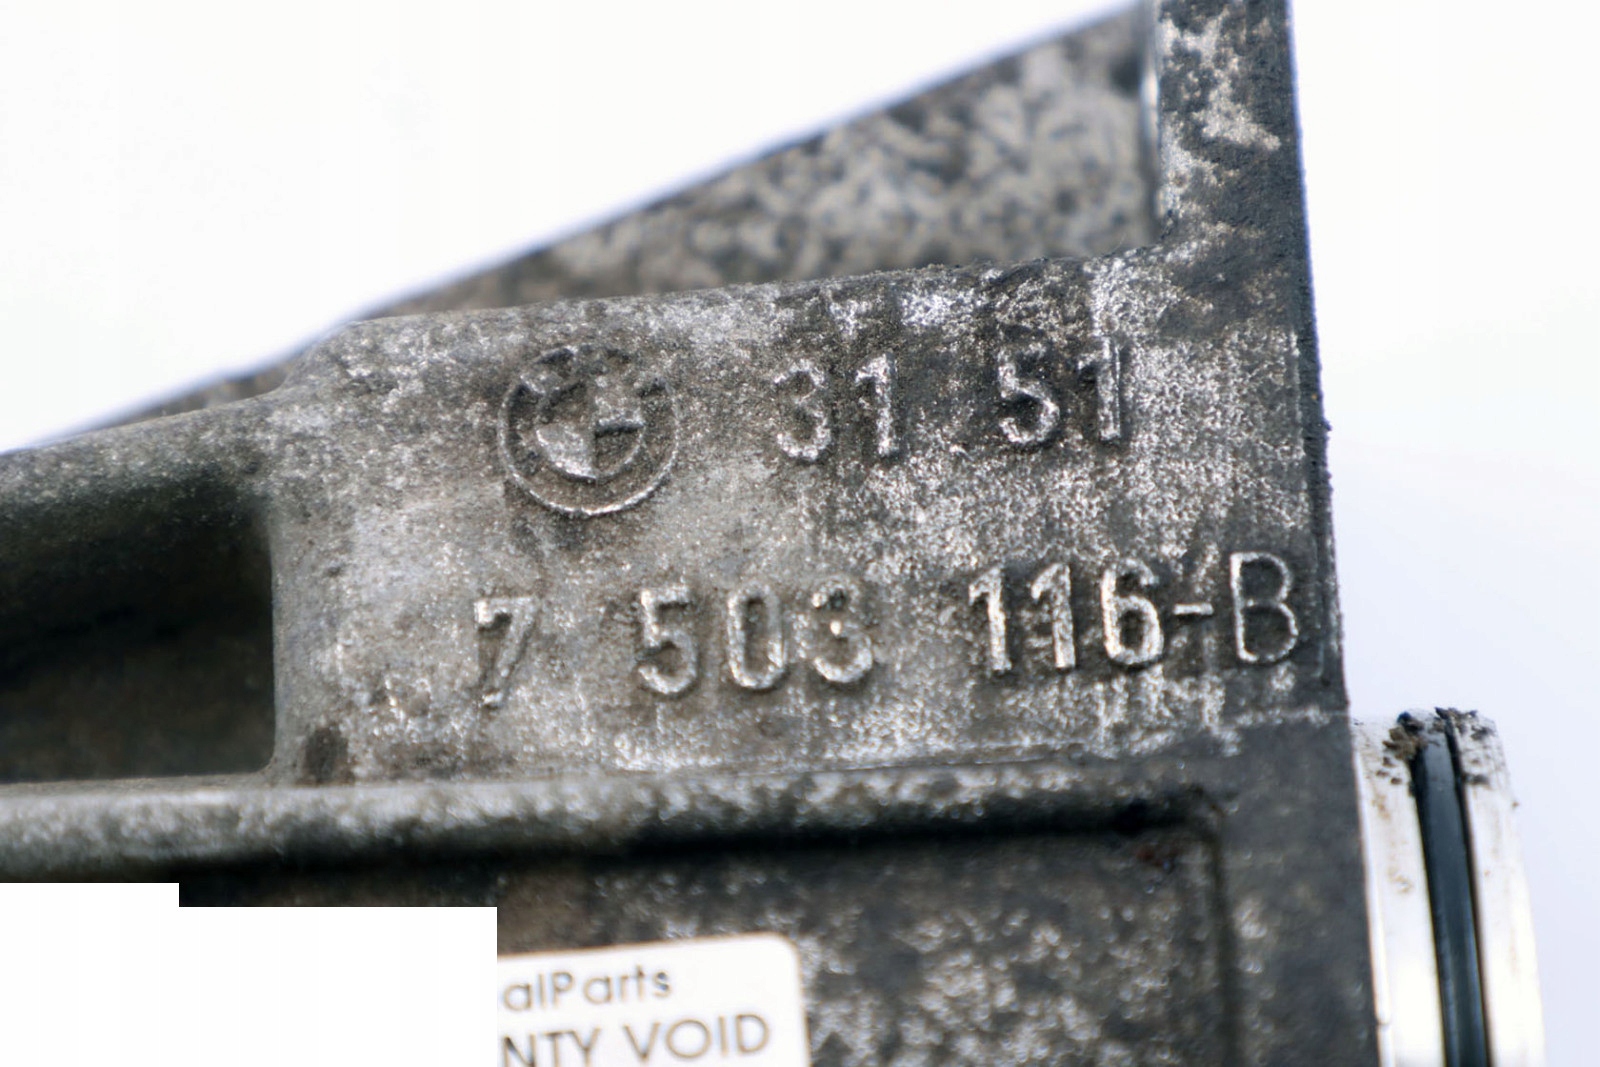 31 51
7 503 116-B
alParts
NTY VOID